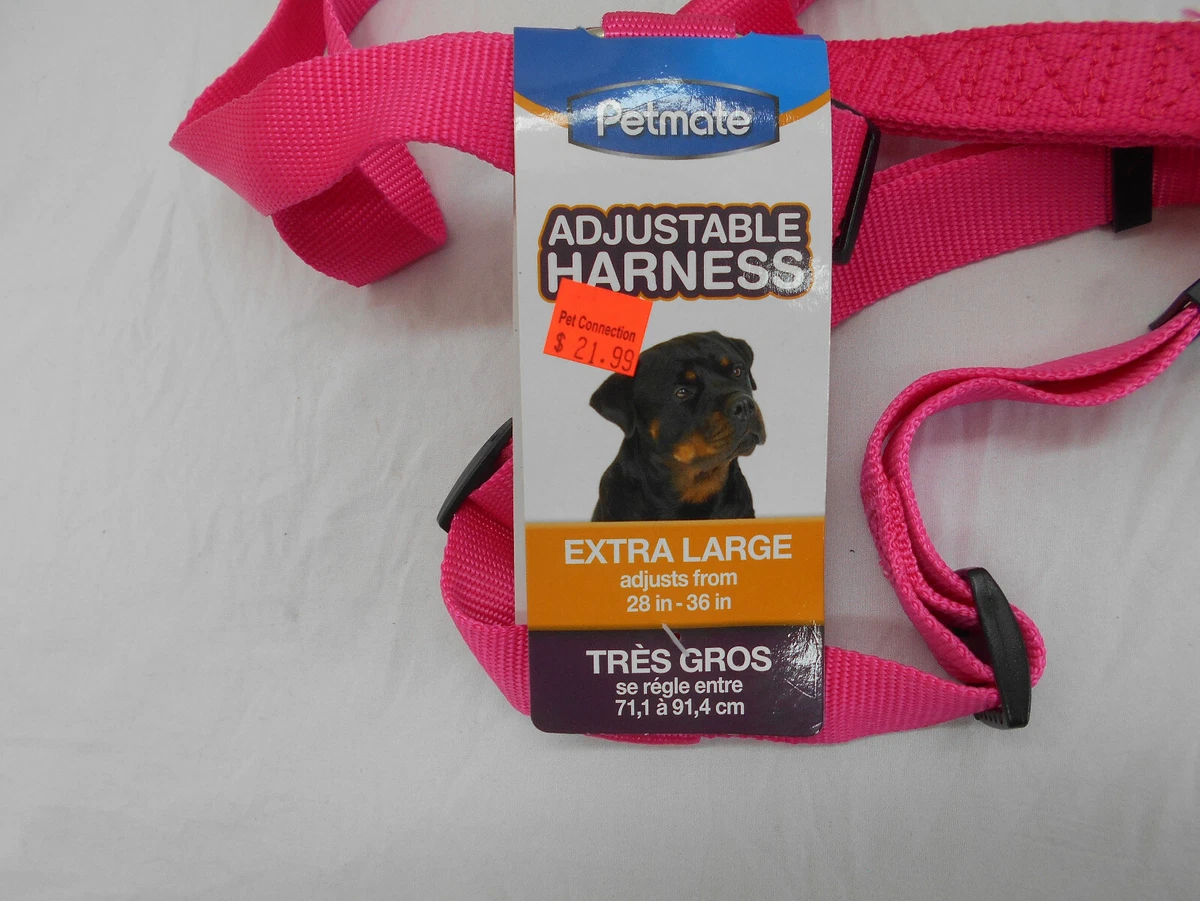 Petmate
ADJUSTABLE
HARNESS
Pet Connection
$ 21.99
EXTRA LARGE
adjusts from
28 in - 36 in
TRÈS GROS
se régle entre
71,1 à 91,4 cm